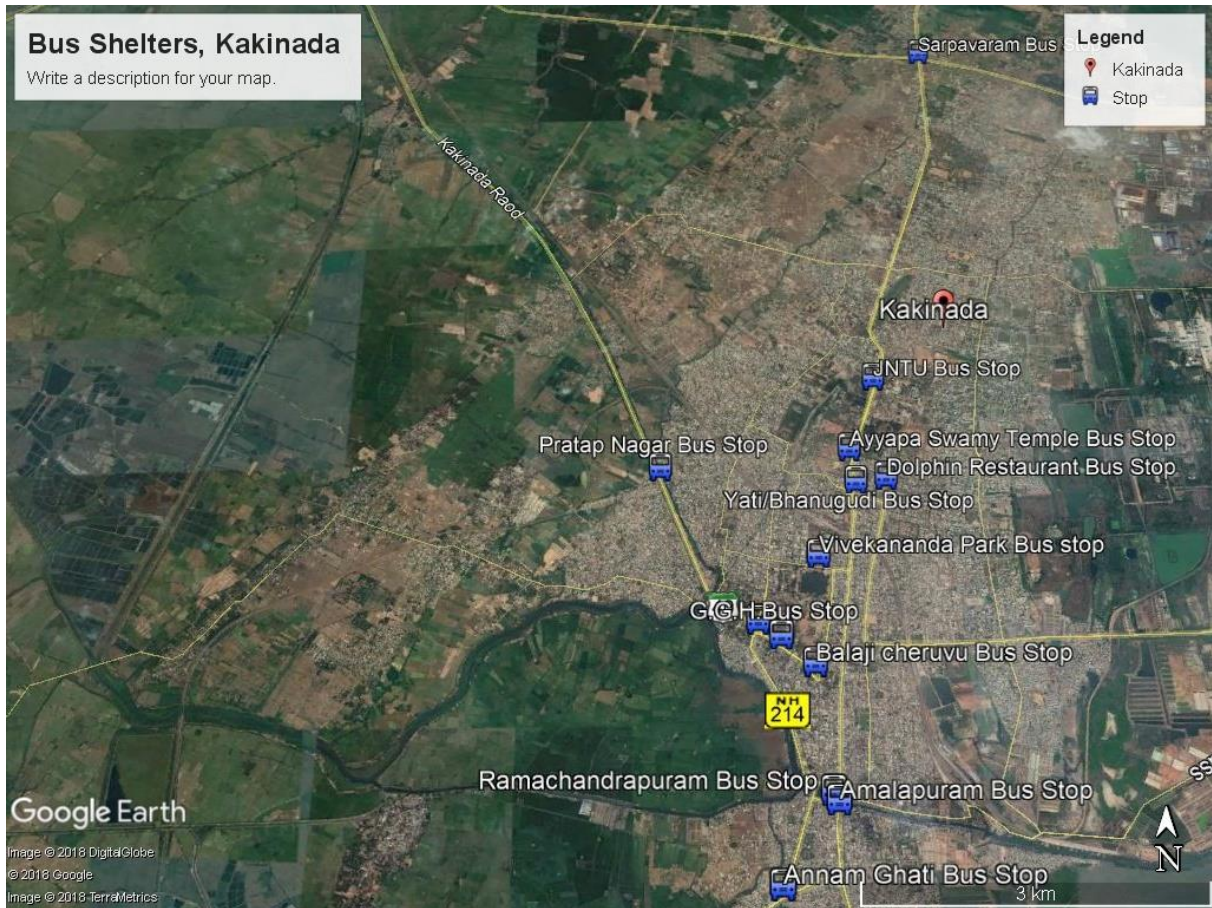 Bus Shelters, Kakinada
Write a description for your map.
Legend
Kakinada
Stop
Sarpavaram Bus Stop
Kakinada Raod
Kakinada
JNTU Bus Stop
Ayyapa Swamy Temple Bus Stop
Pratap Nagar Bus Stop
Dolphin Restaurant Bus Stop
Yati/Bhanugudi Bus Stop
Vivekananda Park Bus stop
G.G.H.Bus Stop
Balaji cheruvu Bus Stop
NH
214
Ramachandrapuram Bus Stop
Amalapuram Bus Stop
Google Earth
Image © 2018 DigitalGlobe
© 2018 Google
Image © 2018 TerraMetrics
Annam Ghati Bus Stop
3 km
N